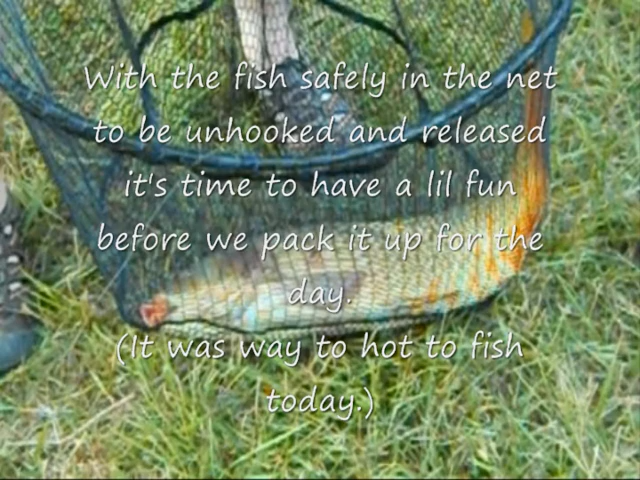 With the fish safely in the net
to be unhooked and released
it's time to have a lil fun
before we pack it up for the
day.
(It was way to hot to fish
today.)